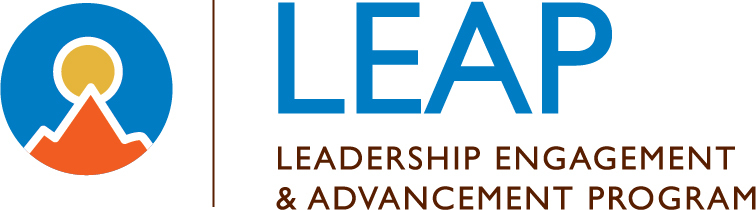 LEAP
LEADERSHIP ENGAGEMENT
& ADVANCEMENT PROGRAM